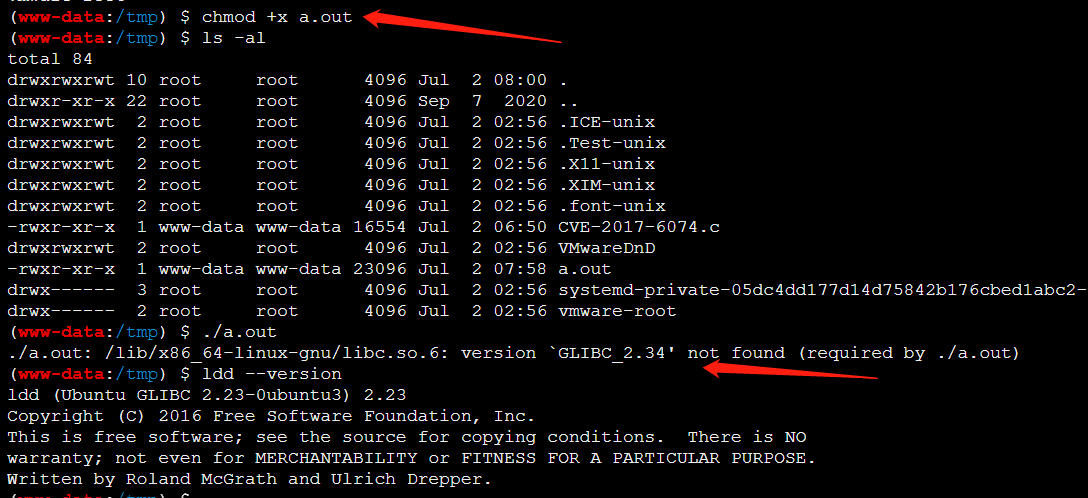 (www-data:/tmp) $ chmod +x a.out
(www-data:/tmp) $ ls -al
total 84
drwxrwxrwt 10 root     root      4096 Jul  2 08:00 .
drwxr-xr-x 22 root     root      4096 Sep  7  2020 ..
drwxrwxrwt  2 root     root      4096 Jul  2 02:56 .ICE-unix
drwxrwxrwt  2 root     root      4096 Jul  2 02:56 .Test-unix
drwxrwxrwt  2 root     root      4096 Jul  2 02:56 .X11-unix
drwxrwxrwt  2 root     root      4096 Jul  2 02:56 .XIM-unix
drwxrwxrwt  2 root     root      4096 Jul  2 02:56 .font-unix
-rwxr-xr-x  1 www-data www-data 16554 Jul  2 06:50 CVE-2017-6074.c
drwxrwxrwt  2 root     root      4096 Jul  2 02:56 VMwareDnD
-rwxr-xr-x  1 www-data www-data 23096 Jul  2 07:58 a.out
drwx------  3 root     root      4096 Jul  2 02:56 systemd-private-05dc4dd177d14d75842b176cbed1abc2-
drwx------  2 root     root      4096 Jul  2 02:56 vmware-root
(www-data:/tmp) $ ./a.out
./a.out: /lib/x86_64-linux-gnu/libc.so.6: version `GLIBC_2.34' not found (required by ./a.out)
(www-data:/tmp) $ ldd --version
ldd (Ubuntu GLIBC 2.23-0ubuntu3) 2.23
Copyright (C) 2016 Free Software Foundation, Inc.
This is free software; see the source for copying conditions.  There is NO
warranty; not even for MERCHANTABILITY or FITNESS FOR A PARTICULAR PURPOSE.
Written by Roland McGrath and Ulrich Drepper.